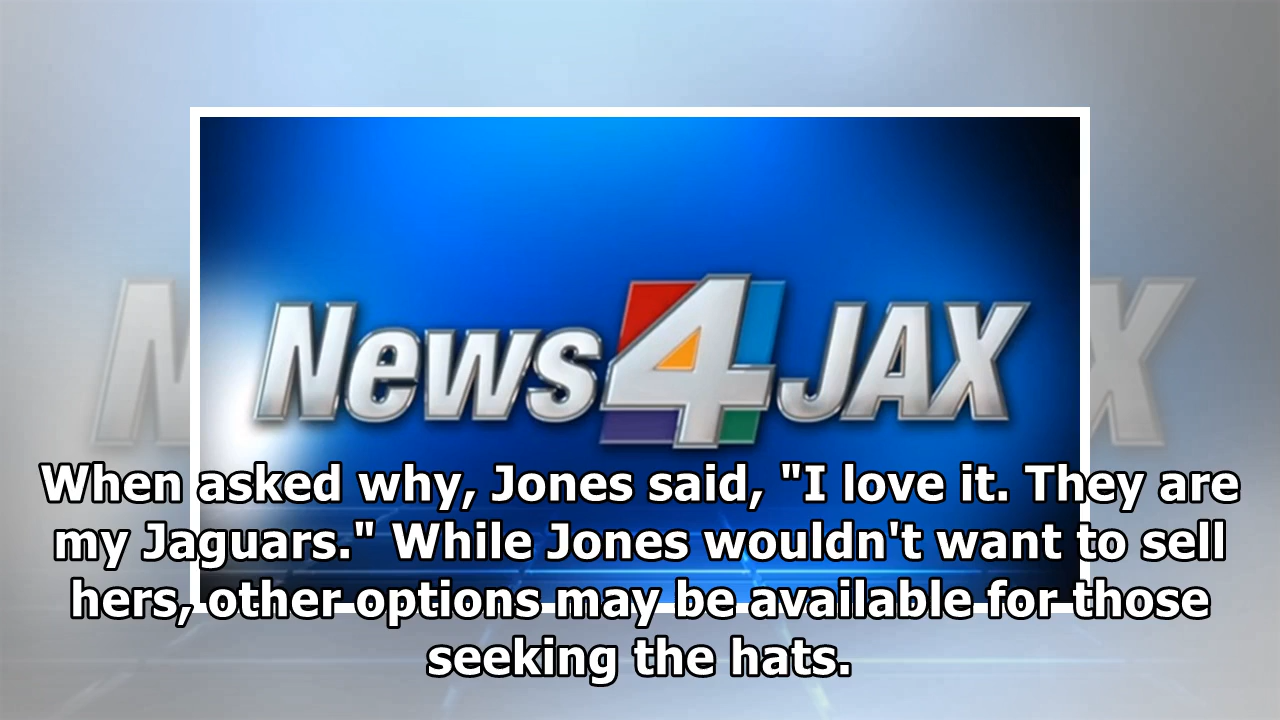 News4JAX
When asked why, Jones said, "I love it. They are
my Jaguars." While Jones wouldn't want to sell
hers, other options may be available for those
seeking the hats.